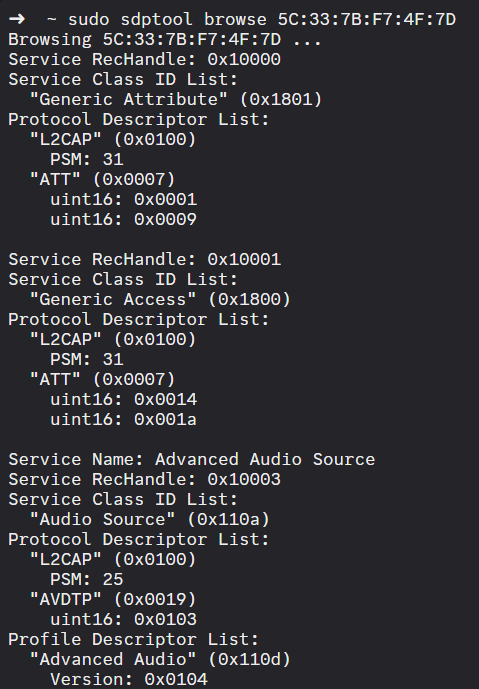 ➜  ~ sudo sdptool browse 5C:33:7B:F7:4F:7D
Browsing 5C:33:7B:F7:4F:7D ...
Service RecHandle: 0x10000
Service Class ID List:
  "Generic Attribute" (0x1801)
Protocol Descriptor List:
  "L2CAP" (0x0100)
    PSM: 31
  "ATT" (0x0007)
    uint16: 0x0001
    uint16: 0x0009

Service RecHandle: 0x10001
Service Class ID List:
  "Generic Access" (0x1800)
Protocol Descriptor List:
  "L2CAP" (0x0100)
    PSM: 31
  "ATT" (0x0007)
    uint16: 0x0014
    uint16: 0x001a

Service Name: Advanced Audio Source
Service RecHandle: 0x10003
Service Class ID List:
  "Audio Source" (0x110a)
Protocol Descriptor List:
  "L2CAP" (0x0100)
    PSM: 25
  "AVDTP" (0x0019)
    uint16: 0x0103
Profile Descriptor List:
  "Advanced Audio" (0x110d)
    Version: 0x0104